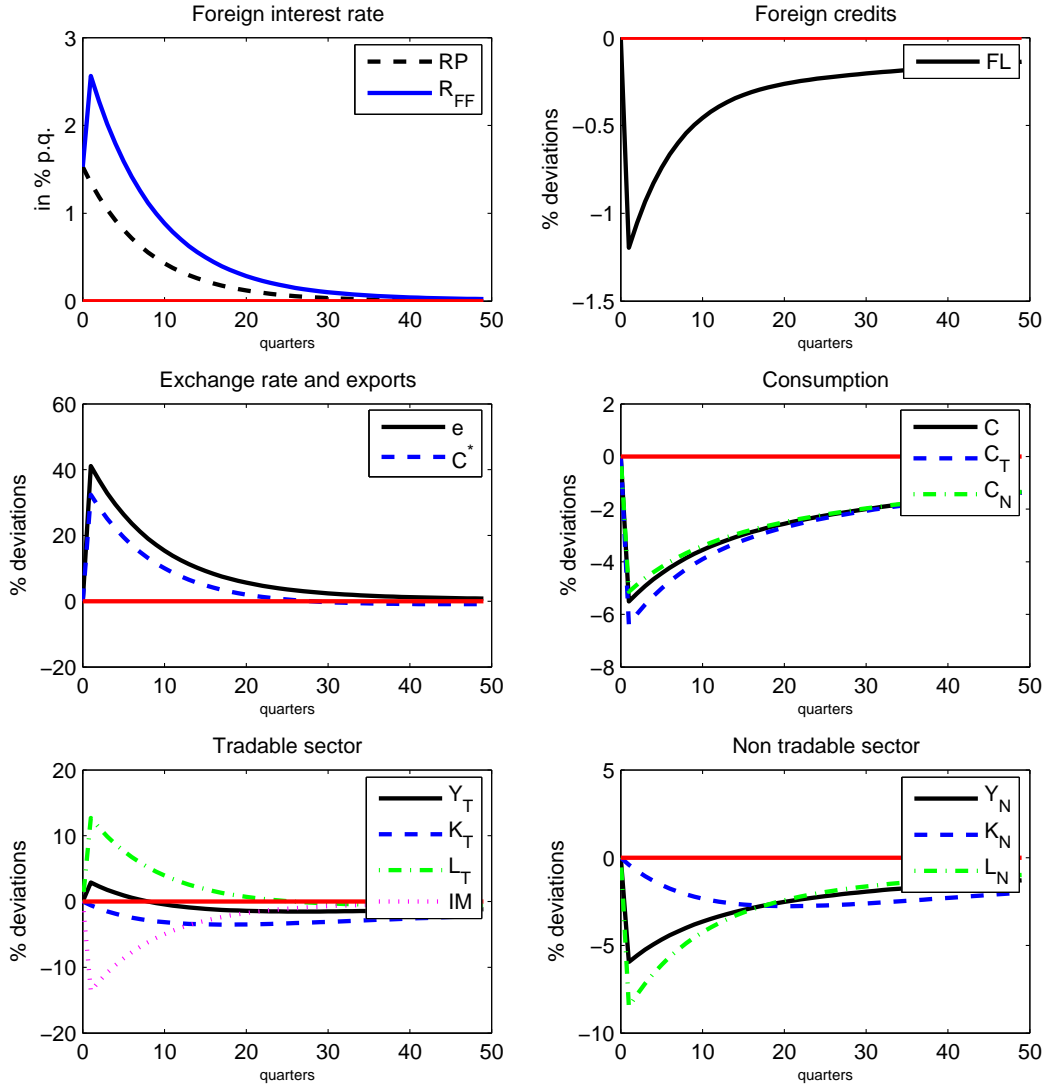 Foreign interest rate
3
2
1
0
in % p.q.
RP
R_FF
0 10 20 30 40 50
quarters
Foreign credits
0
−0.5
−1
−1.5
% deviations
FL
0 10 20 30 40 50
quarters
Exchange rate and exports
60
40
20
0
−20
% deviations
e
C*
0 10 20 30 40 50
quarters
Consumption
2
0
−2
−4
−6
−8
% deviations
C
C_T
C_N
0 10 20 30 40 50
quarters
Tradable sector
20
10
0
−10
−20
% deviations
Y_T
K_T
L_T
IM
0 10 20 30 40 50
quarters
Non tradable sector
5
0
−5
−10
% deviations
Y_N
K_N
L_N
0 10 20 30 40 50
quarters